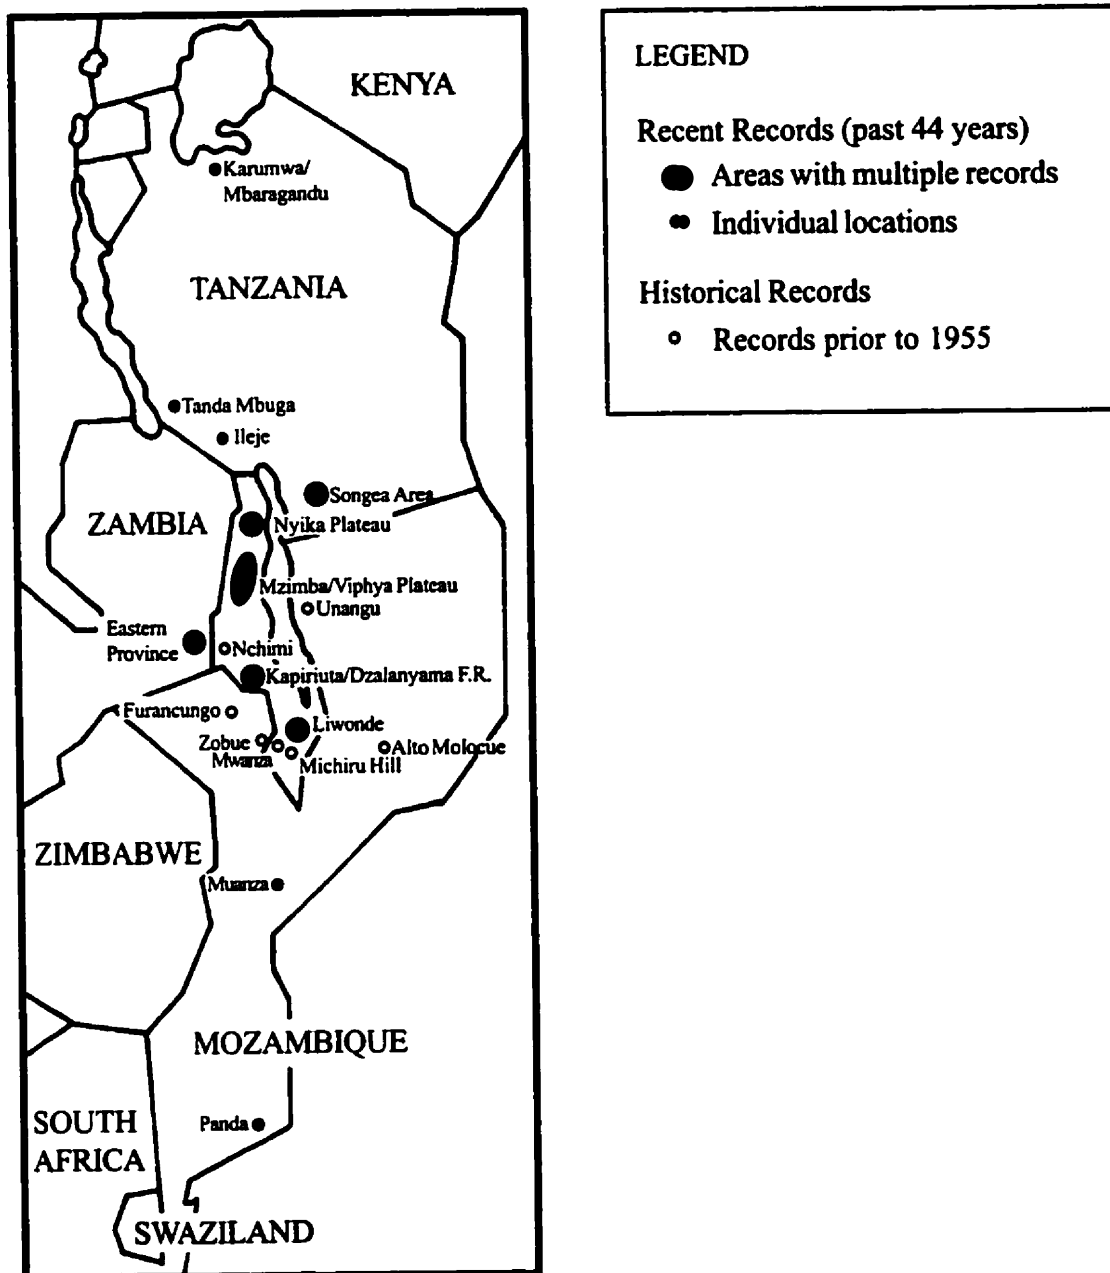 KENYA
Karumwa/
Mbaragandu
TANZANIA
Tanda Mbuga
Ileje
Songea Area
ZAMBIA
Nyika Plateau
Mzimba/Viphya Plateau
Unangu
Eastern
Province
Nchimi
Kapiriuta/Dzalanyama F.R.
Furancungo
Liwonde
Zobue
Alto Molocue
Mwanza
Michiru Hill
ZIMBABWE
Muanza
MOZAMBIQUE
SOUTH
AFRICA
Panda
SWAZILAND
LEGEND
Recent Records (past 44 years)
Areas with multiple records
Individual locations
Historical Records
Records prior to 1955